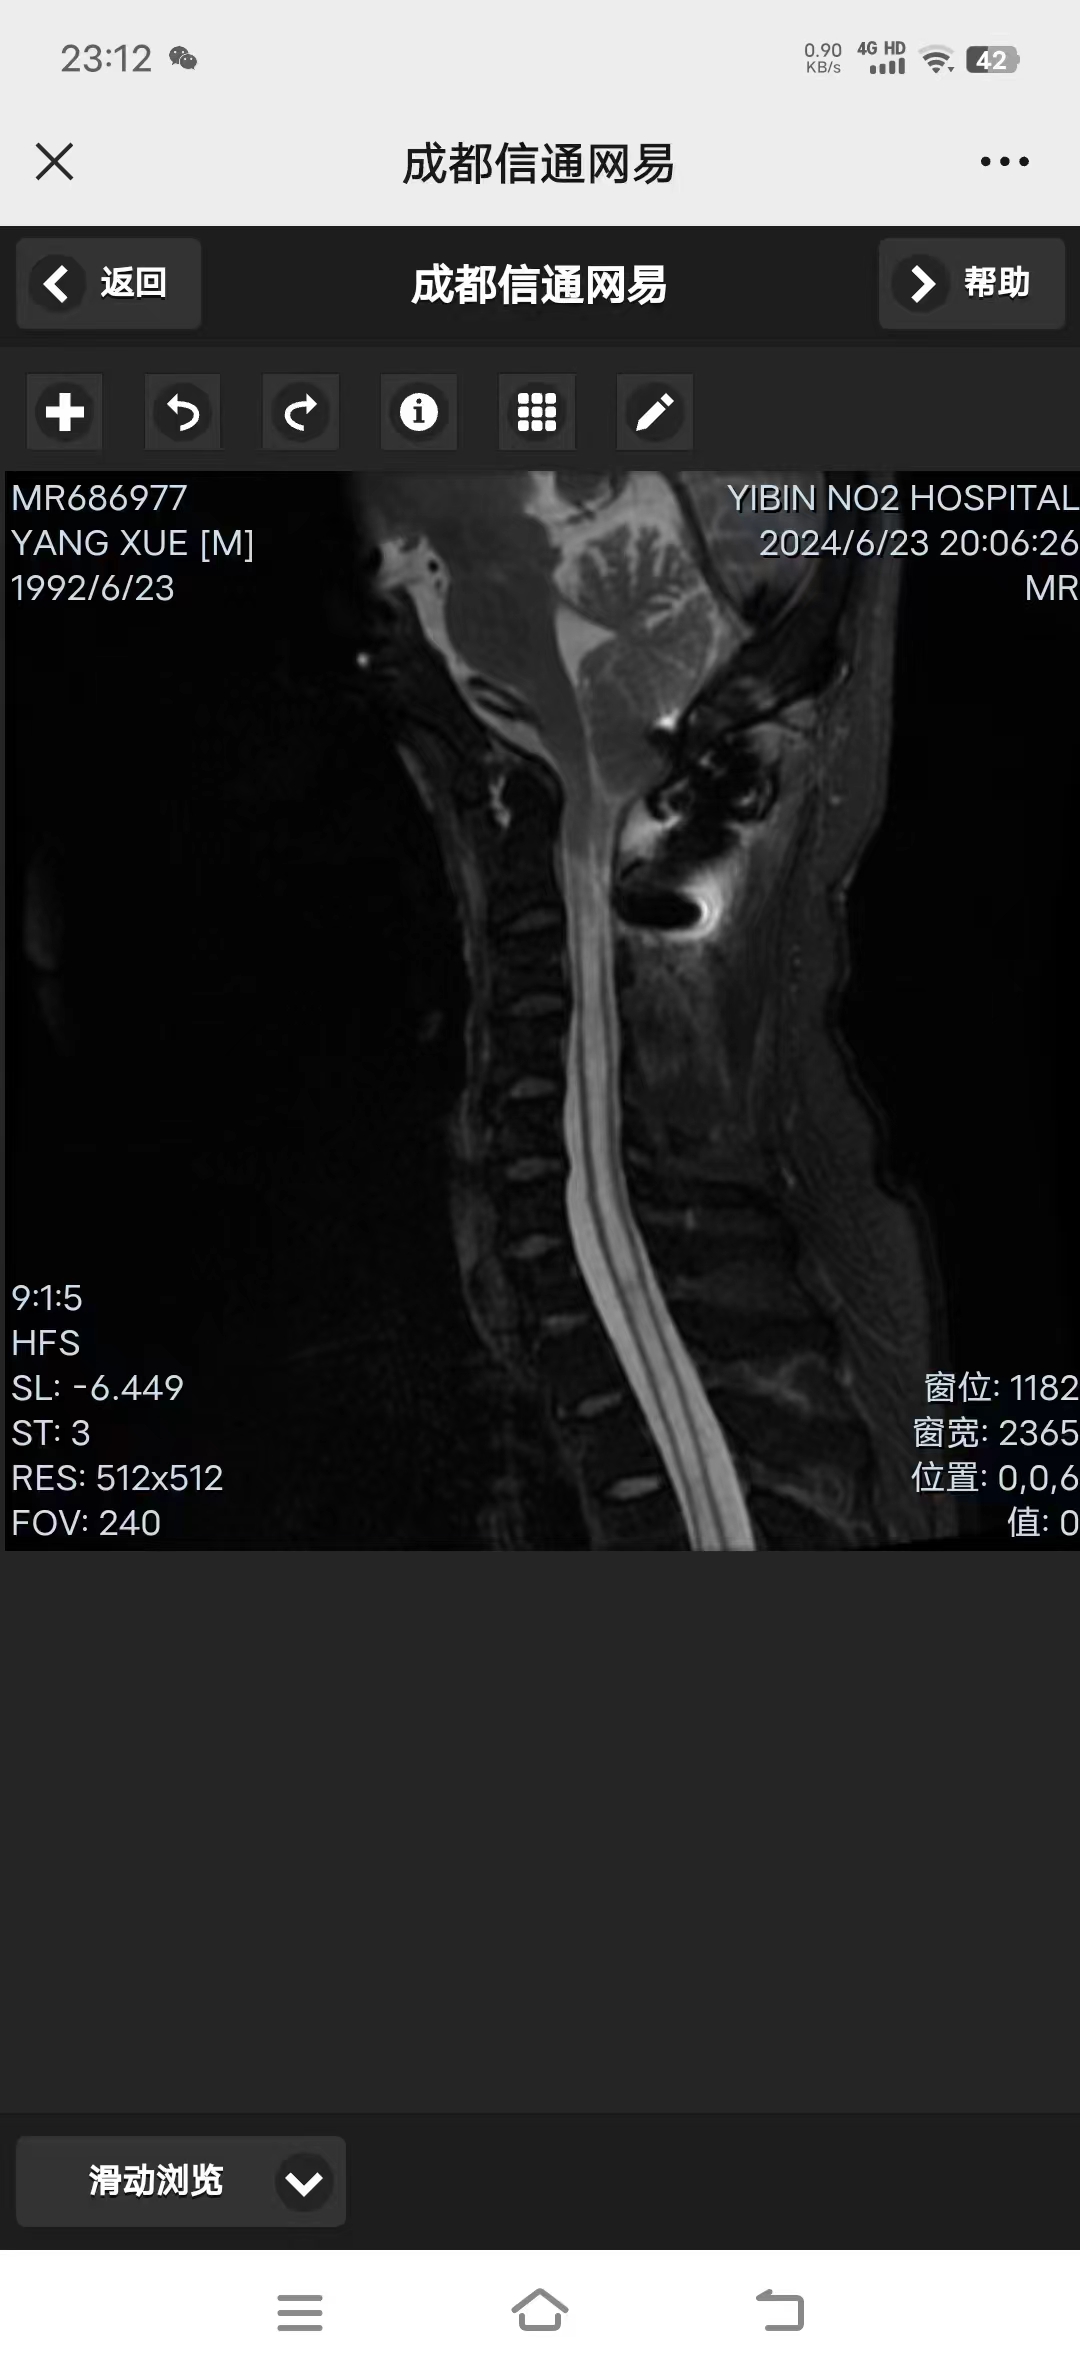 23:12
0.90 KB/s 4G HD 42
成都信通网易
返回
成都信通网易
帮助
MR686977
YANG XUE [M]
1992/6/23
YIBIN NO2 HOSPITAL
2024/6/23 20:06:26
MR
9:1:5
HFS
SL: -6.449
ST: 3
RES: 512x512
FOV: 240
窗位: 1182
窗宽: 2365
位置: 0,0,6
值: 0
滑动浏览